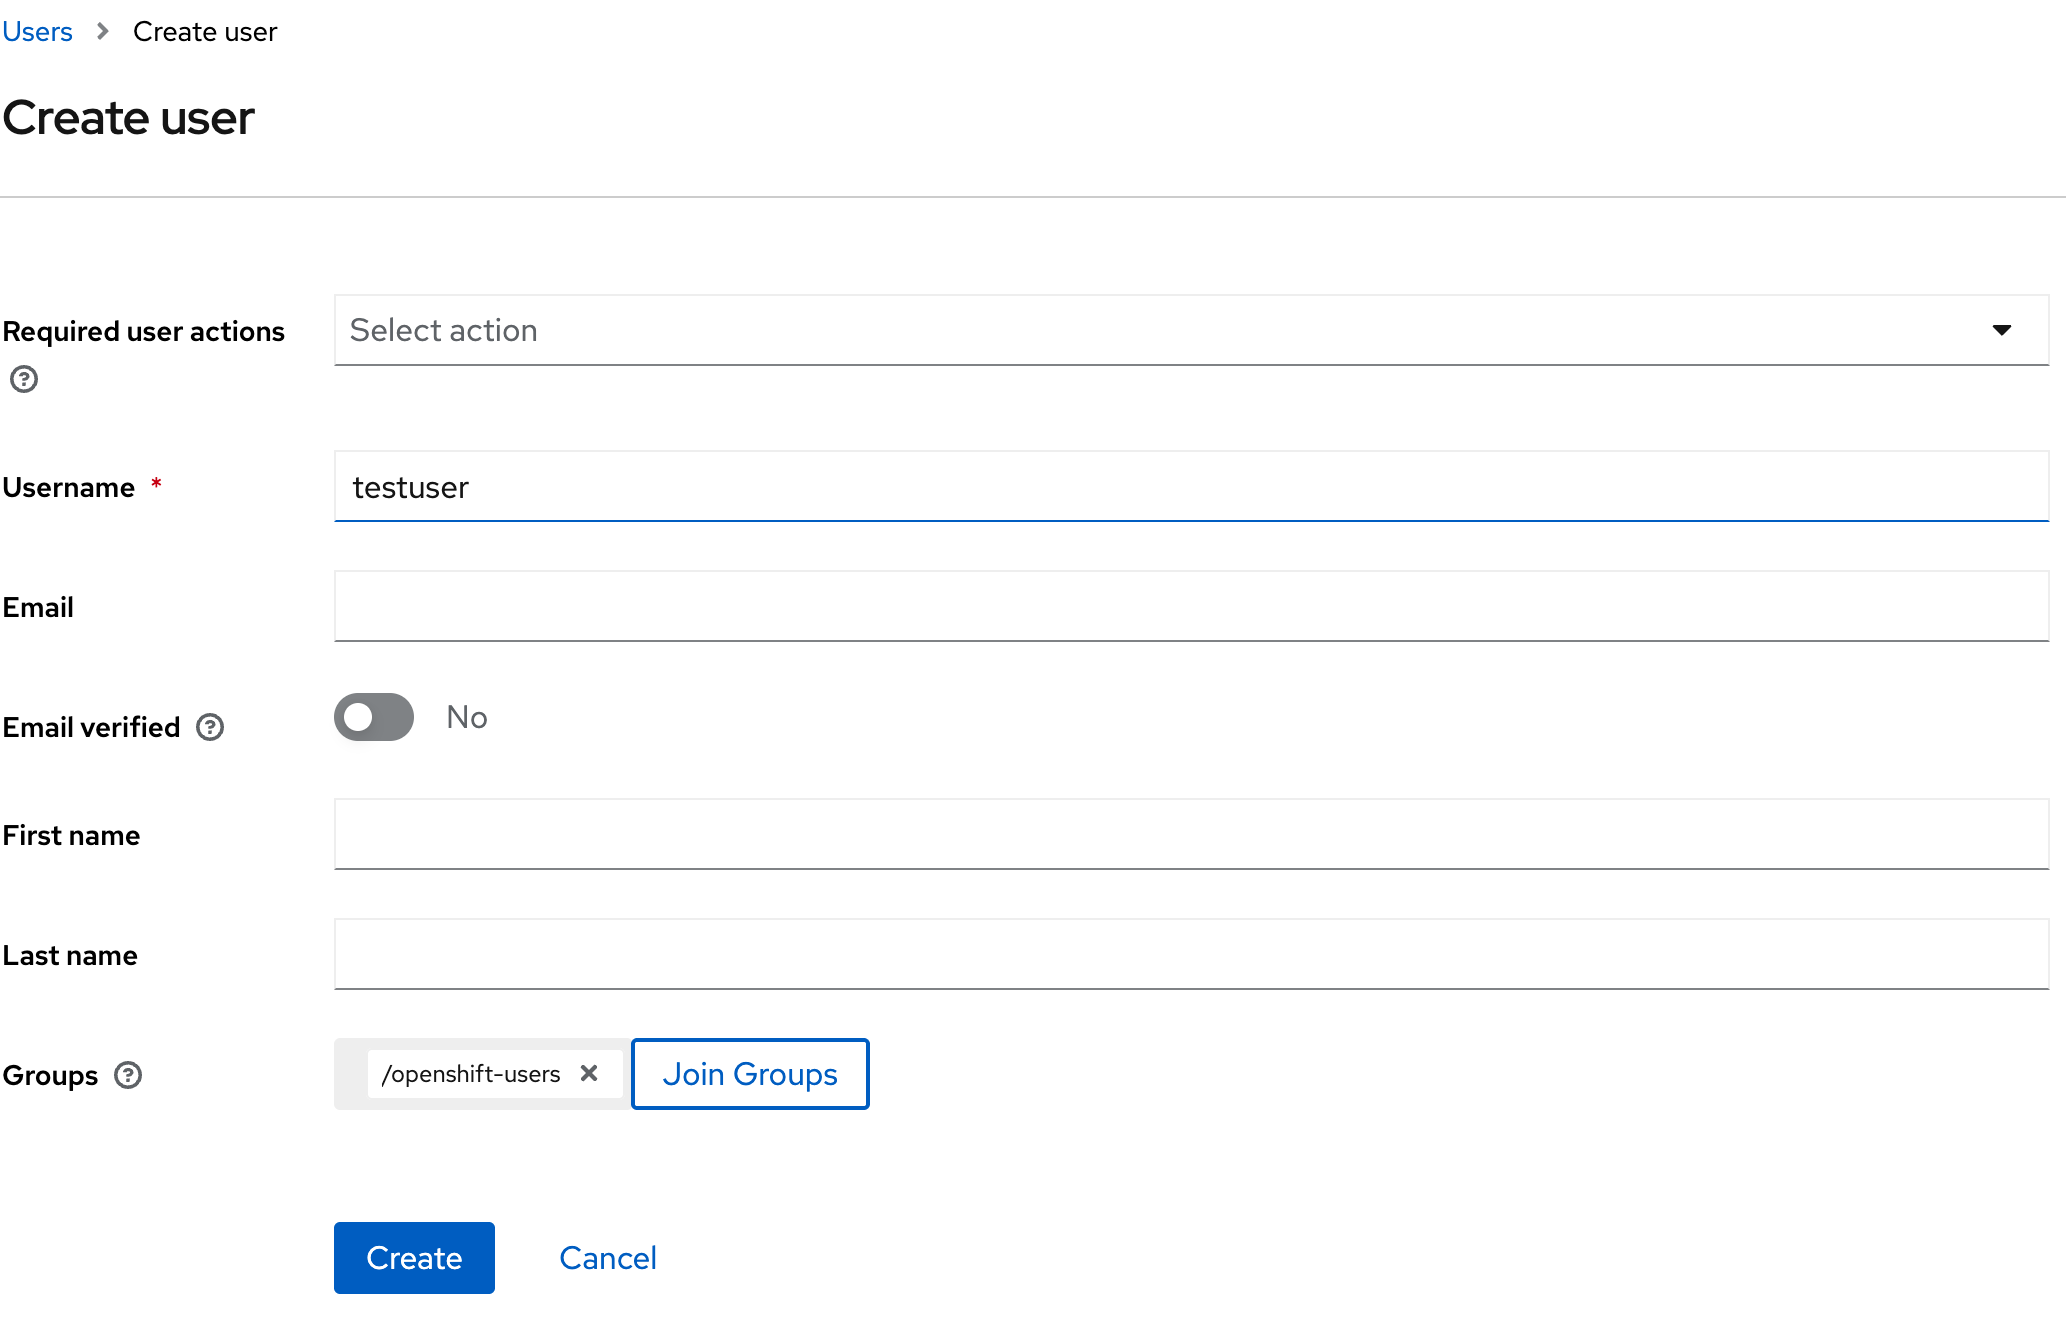 Users > Create user
Create user
Required user actions
Select action
Username *
testuser
Email
Email verified
No
First name
Last name
Groups
/openshift-users
Join Groups
Create
Cancel